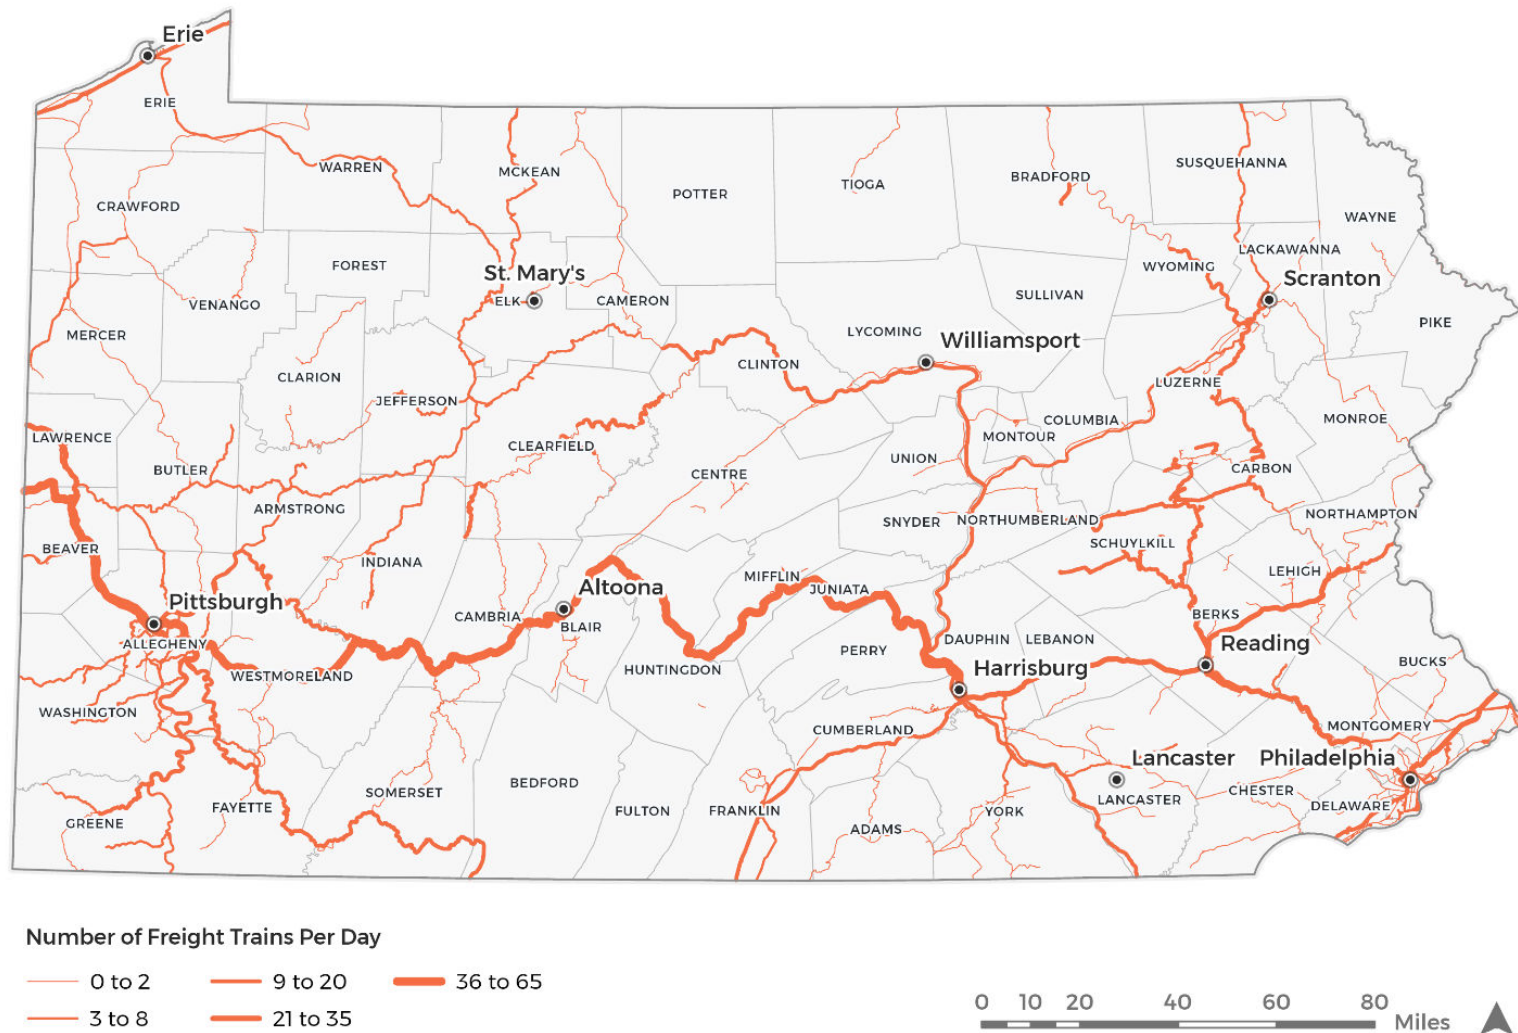 Erie
ERIE
WARREN
MCKEAN
POTTER
TIOGA
BRADFORD
SUSQUEHANNA
WAYNE
CRAWFORD
FOREST
St. Mary's
ELK
CAMERON
LACKAWANNA
WYOMING
Scranton
VENANGO
SULLIVAN
PIKE
MERCER
LYCOMING
Williamsport
CLINTON
CLARION
LUZERNE
JEFFERSON
COLUMBIA
MONROE
LAWRENCE
MONTOUR
CLEARFIELD
BUTLER
UNION
CENTRE
CARBON
ARMSTRONG
SNYDER
NORTHUMBERLAND
NORTHAMPTON
BEAVER
INDIANA
SCHUYLKILL
MIFFLIN
LEHIGH
Pittsburgh
Altoona
JUNIATA
CAMBRIA
BLAIR
BERKS
ALLEGHENY
DAUPHIN
LEBANON
Reading
PERRY
WESTMORELAND
HUNTINGDON
Harrisburg
BUCKS
WASHINGTON
CUMBERLAND
MONTGOMERY
Lancaster
Philadelphia
BEDFORD
SOMERSET
CHESTER
LANCASTER
GREENE
FAYETTE
FULTON
FRANKLIN
YORK
DELAWARE
ADAMS
Number of Freight Trains Per Day
0 to 2
9 to 20
36 to 65
3 to 8
21 to 35
0 10 20 40 60 80
Miles